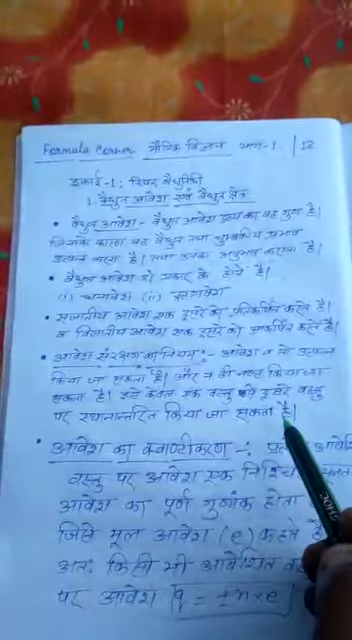 Formula Corner भौतिक विज्ञान भाग-1 / 12
इकाई-1: स्थिर वैद्युतिकी
1. वैद्युत आवेश एवं वैद्युत क्षेत्र
• वैद्युत आवेश - वैद्युत आवेश द्रव्य का वह गुण है।
जिसके कारण वह वैद्युत तथा चुम्बकीय प्रभाव
उत्पन्न करता है। तथा उनका अनुभव करता है।
• वैद्युत आवेश दो प्रकार के होते हैं।
(i) धनावेश (ii) ऋणावेश
• सजातीय आवेश एक दूसरे को प्रतिकर्षित करते हैं।
व विजातीय आवेश एक दूसरे को आकर्षित करते हैं।
• आवेश संरक्षण का नियम :- आवेश न तो उत्पन्न
किया जा सकता है। और न ही नष्ट किया जा
सकता है। इसे केवल एक वस्तु से दूसरे वस्तु
पर स्थानान्तरित किया जा सकता है।
• आवेश का क्वाण्टीकरण :-
वस्तु पर आवेश एक
आवेश का पूर्ण गुणांक होता
जिसे मूल आवेश (e) कहते हैं
अतः किसी भी आवेशित
पर आवेश q = ±n×e